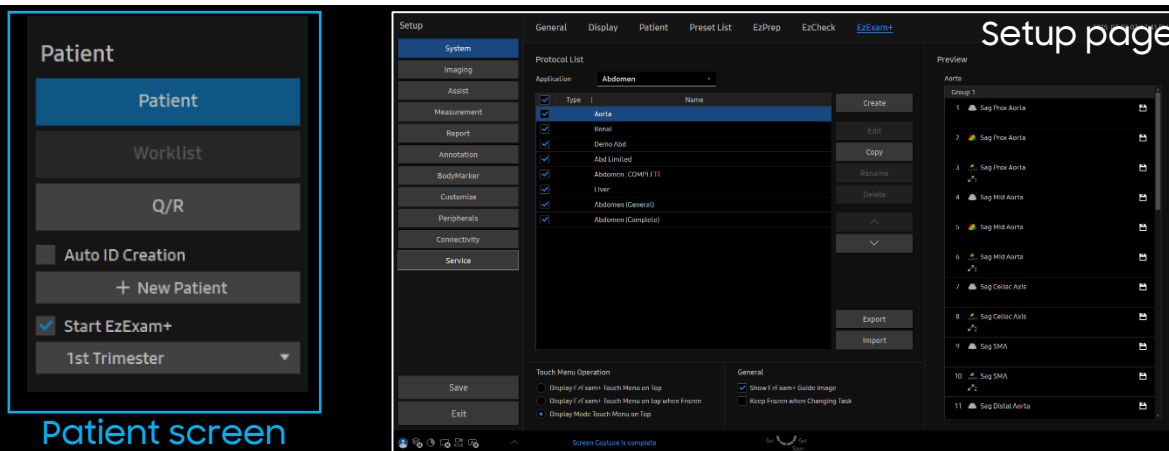 Patient
Patient
Worklist
Q/R
Auto ID Creation
+ New Patient
Start EzExam+
1st Trimester
Patient screen
Setup page
Setup
General Display Patient Preset List EzPrep EzCheck EzExam+
System
Imaging
Assist
Measurement
Report
Annotation
BodyMarker
Customize
Peripherals
Connectivity
Service
Save
Exit
Protocol List
Application Abdomen
Type Name
Aorta
Renal
Demo Abd
Abd Limited
Abdomen_COMPLETE
Liver
Abdomen (General)
Abdomen (Complete)
Create
Edit
Copy
Rename
Delete
Export
Import
Touch Menu Operation
Display EzExam+ Touch Menu on Top
Display EzExam+ Touch Menu on top when Frozen
Display Mode Touch Menu on Top
General
Show EzExam+ Guide Image
Keep Frozen when Changing Task
Preview
Aorta
Group 1
1 Sag Prox Aorta
2 Sag Prox Aorta
3 Sag Prox Aorta
4 Sag Mid Aorta
5 Sag Mid Aorta
6 Sag Mid Aorta
7 Sag Celiac Axis
8 Sag Celiac Axis
9 Sag SMA
10 Sag SMA
11 Sag Distal Aorta
Screen Capture is complete
Set Set